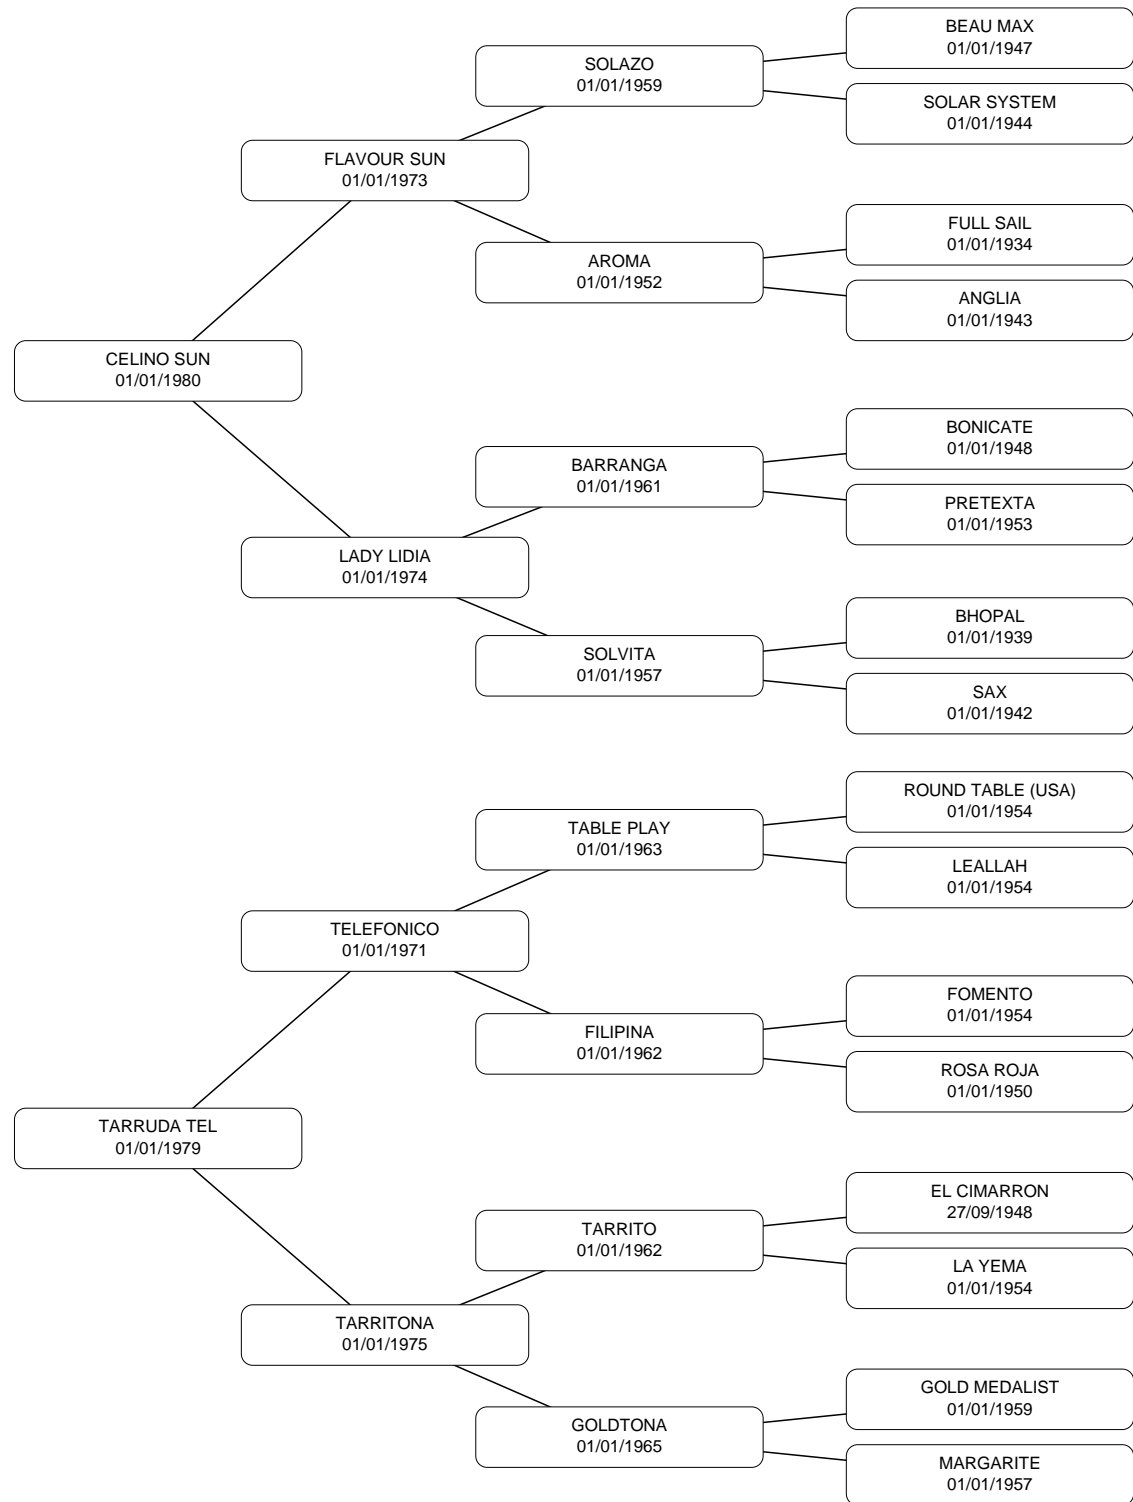 BEAU MAX
01/01/1947
SOLAZO
01/01/1959
SOLAR SYSTEM
01/01/1944
FLAVOUR SUN
01/01/1973
FULL SAIL
01/01/1934
AROMA
01/01/1952
ANGLIA
01/01/1943
CELINO SUN
01/01/1980
BONICATE
01/01/1948
BARRANGA
01/01/1961
PRETEXTA
01/01/1953
LADY LIDIA
01/01/1974
BHOPAL
01/01/1939
SOLVITA
01/01/1957
SAX
01/01/1942
ROUND TABLE (USA)
01/01/1954
TABLE PLAY
01/01/1963
LEALLAH
01/01/1954
TELEFONICO
01/01/1971
FOMENTO
01/01/1954
FILIPINA
01/01/1962
ROSA ROJA
01/01/1950
TARRUDA TEL
01/01/1979
EL CIMARRON
27/09/1948
TARRITO
01/01/1962
LA YEMA
01/01/1954
TARRITONA
01/01/1975
GOLD MEDALIST
01/01/1959
GOLDTONA
01/01/1965
MARGARITE
01/01/1957